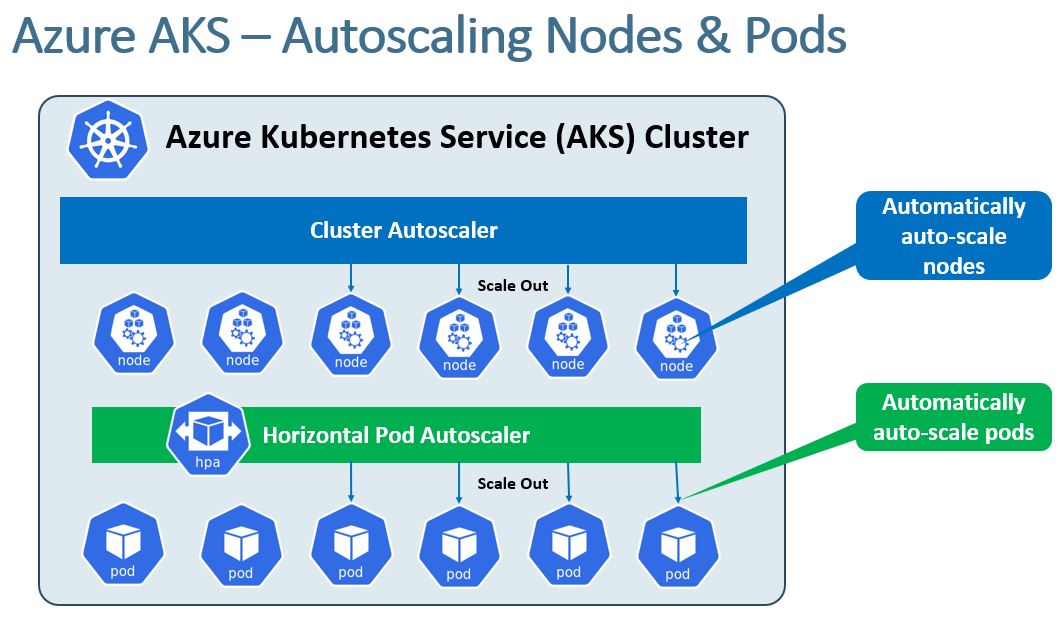 Azure AKS – Autoscaling Nodes & Pods
Azure Kubernetes Service (AKS) Cluster
Cluster Autoscaler
Automatically
auto-scale
nodes
Scale Out
node
node
node
node
node
node
Horizontal Pod Autoscaler
hpa
Automatically
auto-scale pods
Scale Out
pod
pod
pod
pod
pod
pod